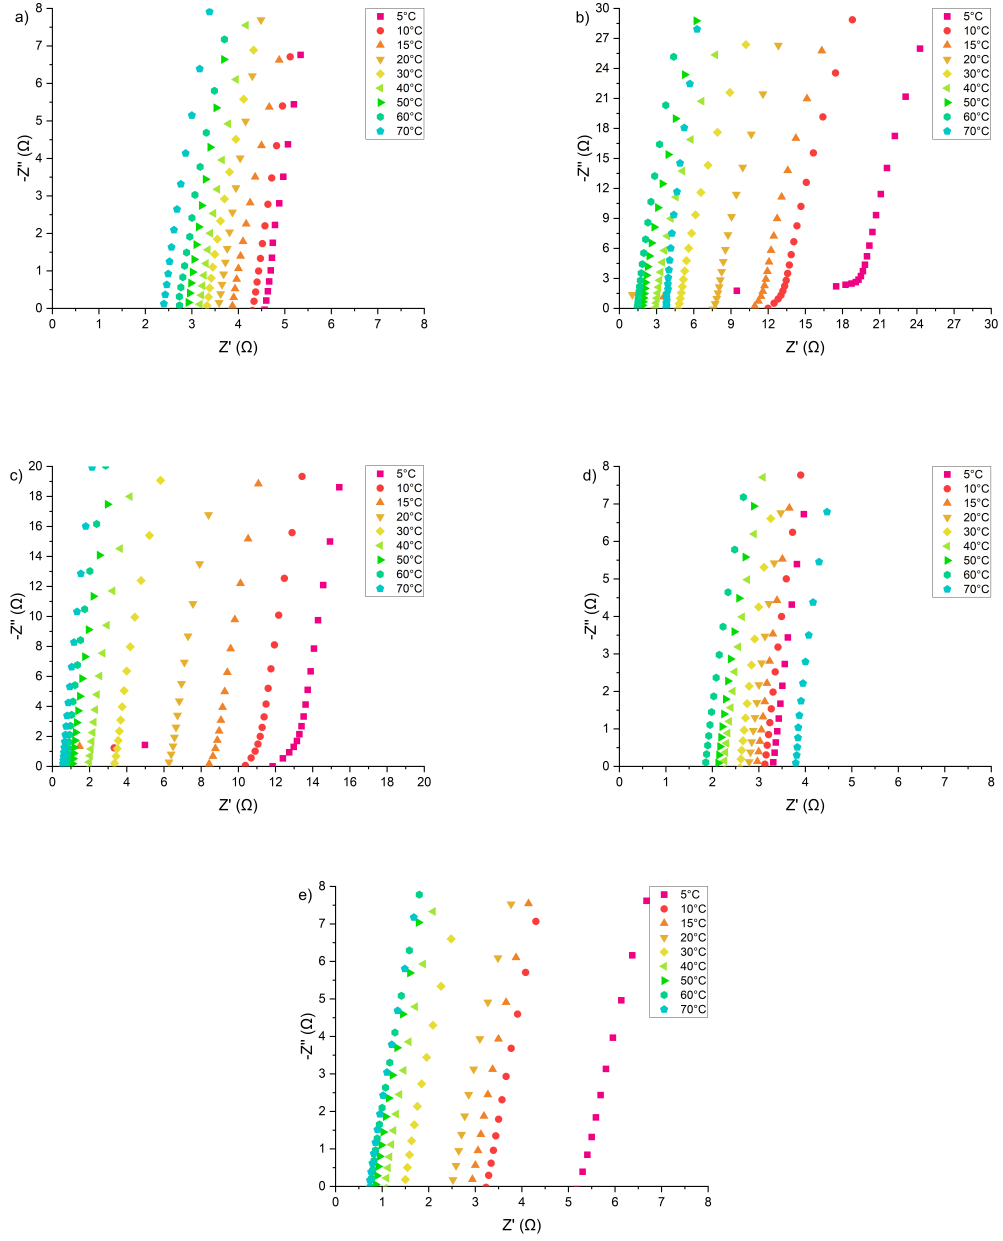 a)
8
7
6
5
4
3
2
1
0
-Z'' (Ω)
0 1 2 3 4 5 6 7 8
Z' (Ω)
5°C
10°C
15°C
20°C
30°C
40°C
50°C
60°C
70°C
b)
30
27
24
21
18
15
12
9
6
3
0
-Z'' (Ω)
0 3 6 9 12 15 18 21 24 27 30
Z' (Ω)
5°C
10°C
15°C
20°C
30°C
40°C
50°C
60°C
70°C
c)
20
18
16
14
12
10
8
6
4
2
0
-Z'' (Ω)
0 2 4 6 8 10 12 14 16 18 20
Z' (Ω)
5°C
10°C
15°C
20°C
30°C
40°C
50°C
60°C
70°C
d)
8
7
6
5
4
3
2
1
0
-Z'' (Ω)
0 1 2 3 4 5 6 7 8
Z' (Ω)
5°C
10°C
15°C
20°C
30°C
40°C
50°C
60°C
70°C
e)
8
7
6
5
4
3
2
1
0
-Z'' (Ω)
0 1 2 3 4 5 6 7 8
Z' (Ω)
5°C
10°C
15°C
20°C
30°C
40°C
50°C
60°C
70°C